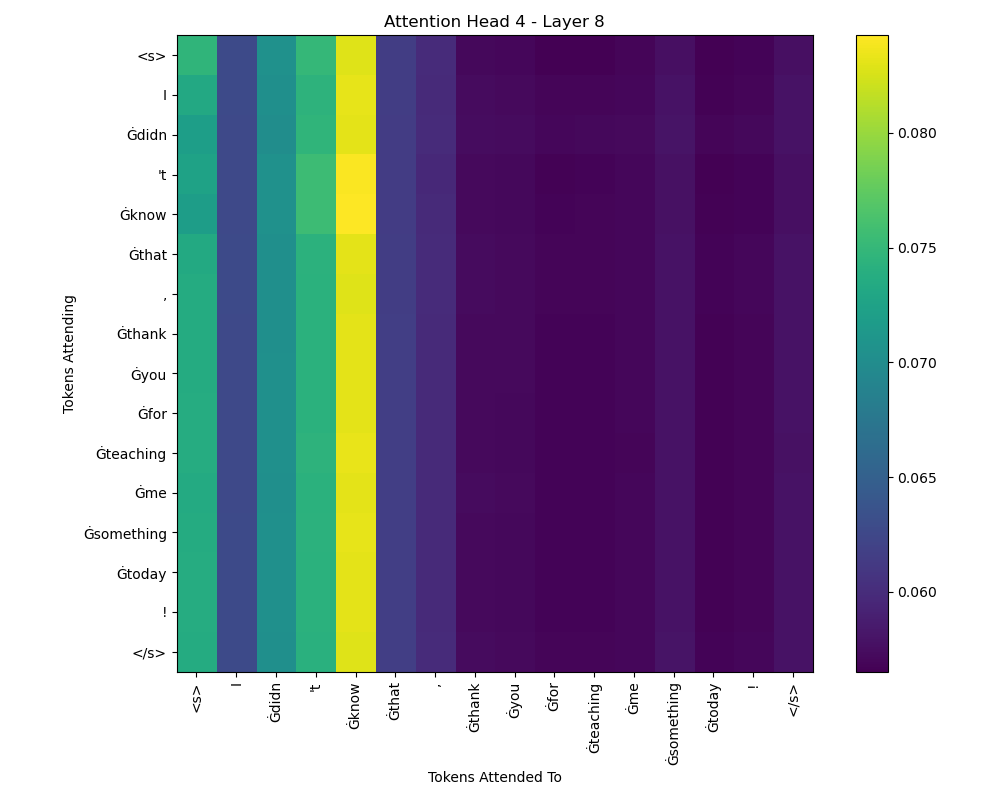 Attention Head 4 - Layer 8
Tokens Attending
<s>
I
Ġdidn
't
Ġknow
Ġthat
,
Ġthank
Ġyou
Ġfor
Ġteaching
Ġme
Ġsomething
Ġtoday
!
</s>
<s>
I
Ġdidn
't
Ġknow
Ġthat
,
Ġthank
Ġyou
Ġfor
Ġteaching
Ġme
Ġsomething
Ġtoday
!
</s>
Tokens Attended To
0.080
0.075
0.070
0.065
0.060